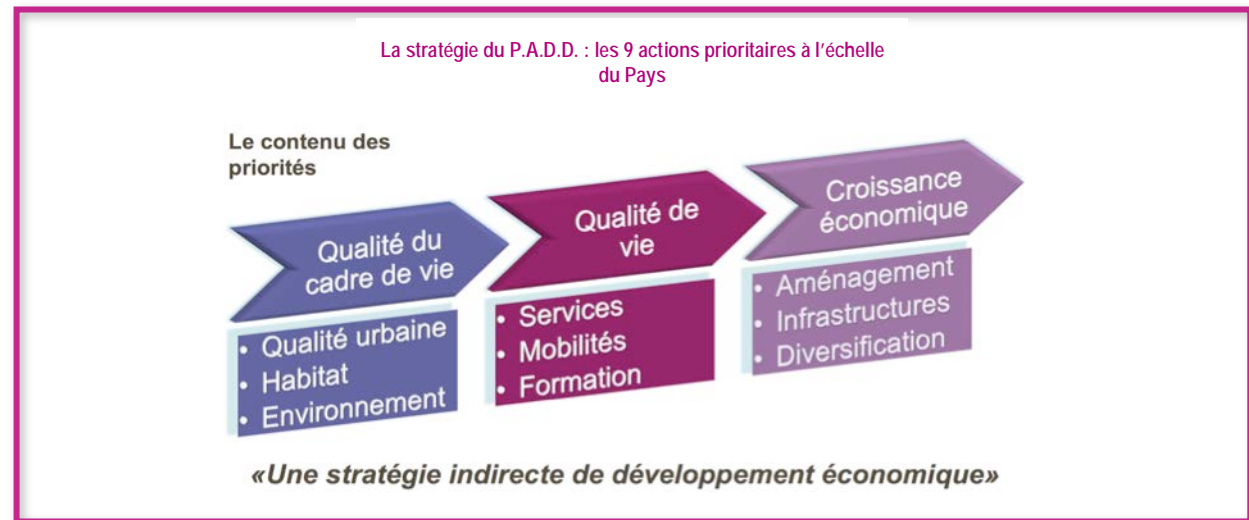 La stratégie du P.A.D.D. : les 9 actions prioritaires à l'échelle
du Pays
Le contenu des
priorités
Qualité du
cadre de vie
• Qualité urbaine
• Habitat
• Environnement
Qualité de
vie
• Services
• Mobilités
• Formation
Croissance
économique
• Aménagement
• Infrastructures
• Diversification
«Une stratégie indirecte de développement économique»